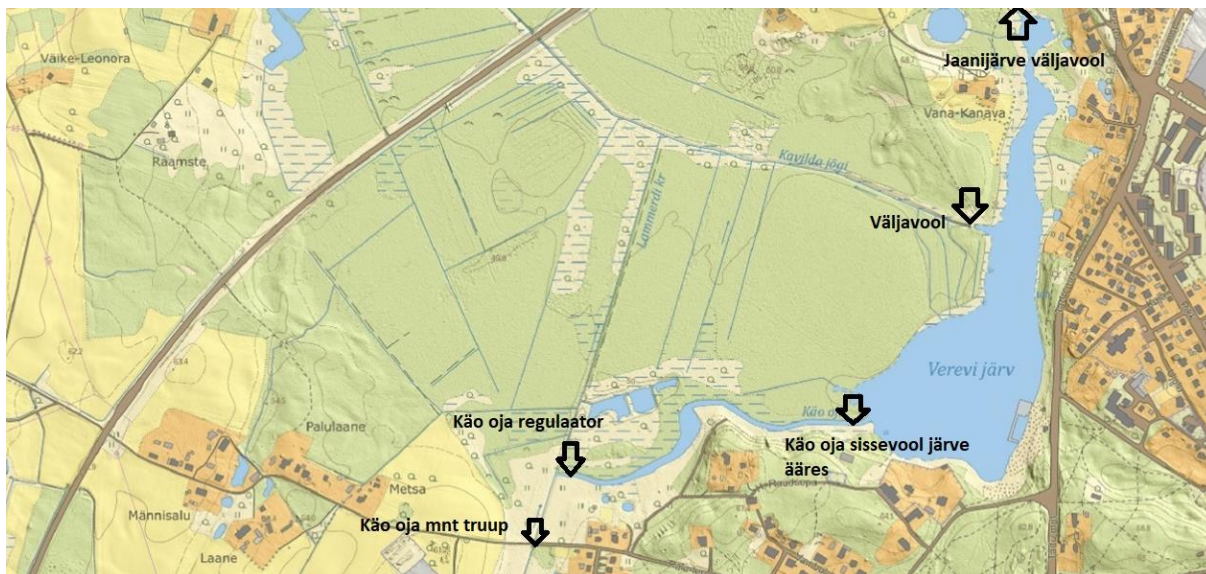 Väike-Leonora
Jaanijärve väljavool
Vana-Kanava
Raamste
Kavilda jõgi
Lammerdi kr
Väljavool
Verevi järv
Käo oja regulaator
Palulaane
Käo oja sissevool järve
ääres
Metsa
Männisalu
Käo oja mnt truup
Laane